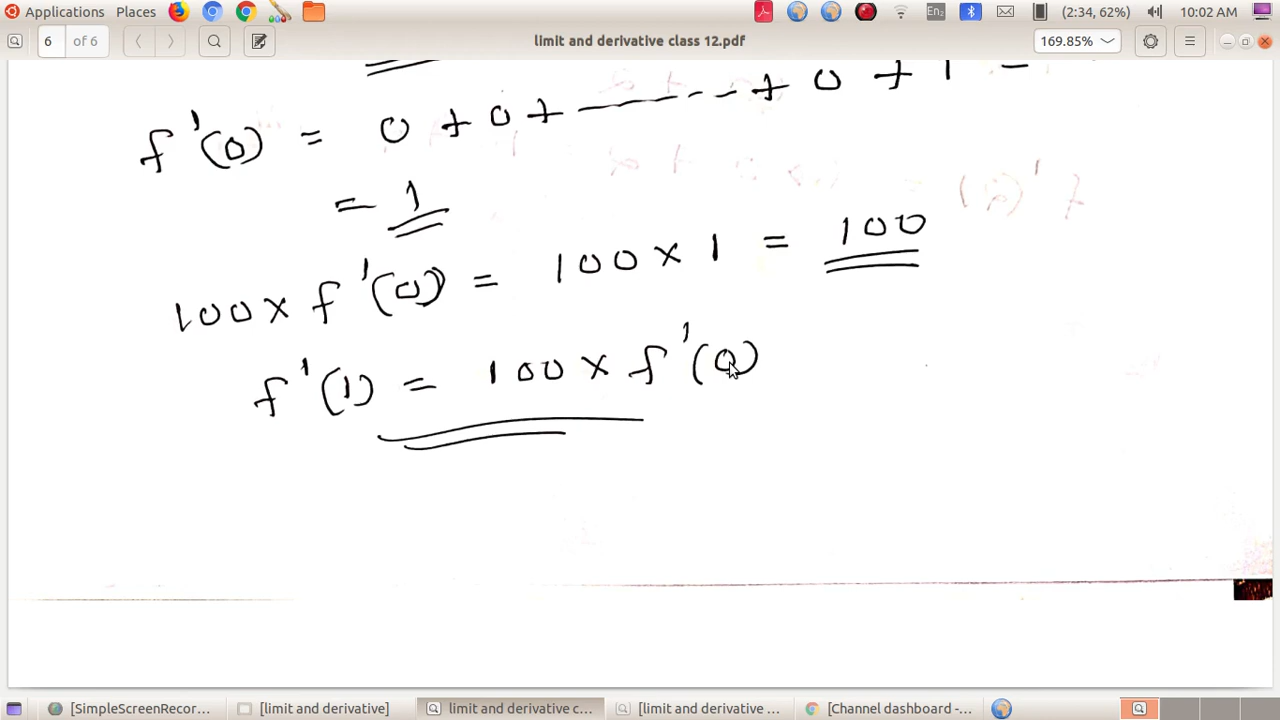 Applications Places En₂ (2:34, 62%) 10:02 AM
6 of 6 limit and derivative class 12.pdf 169.85%
f'(0) = 0 + 0 + ------ + 0 + 1 =
= 1
100 x f'(0) = 100 x 1 = 100
f'(1) = 100 x f'(0)
[SimpleScreenRecor... [limit and derivative] limit and derivative c... [limit and derivative ... [Channel dashboard -...